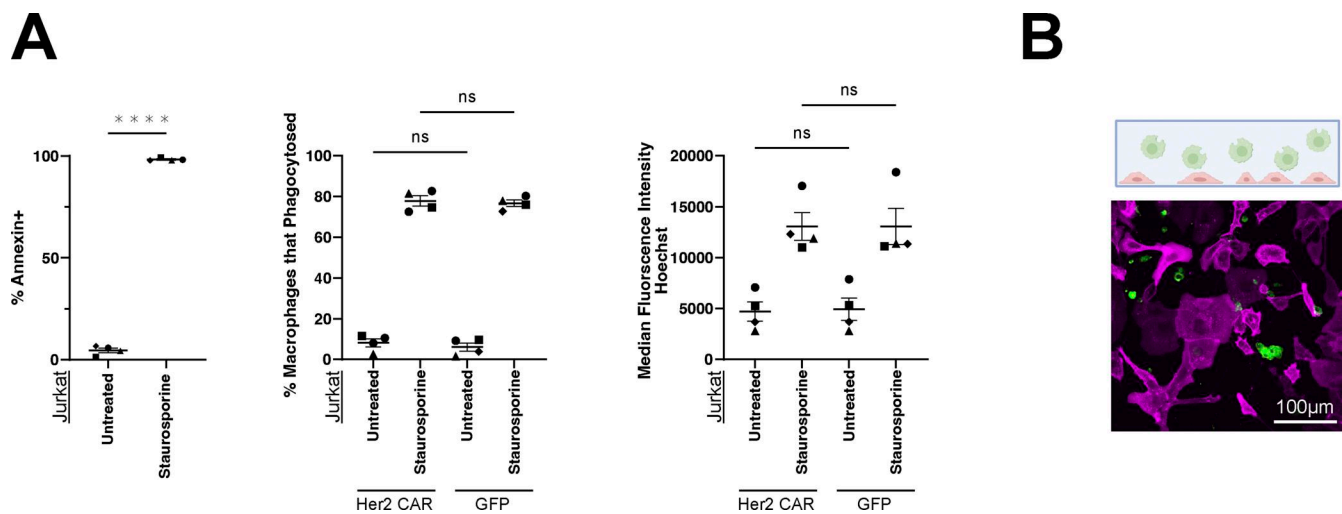 A
B
****
% Annexin+
100
50
0
Jurkat
Untreated
Staurosporine
ns
ns
% Macrophages that Phagocytosed
100
80
60
40
20
0
Jurkat
Untreated
Staurosporine
Untreated
Staurosporine
Her2 CAR
GFP
ns
ns
Median Fluorescence Intensity
Hoechst
20000
15000
10000
5000
0
Jurkat
Untreated
Staurosporine
Untreated
Staurosporine
Her2 CAR
GFP
100μm